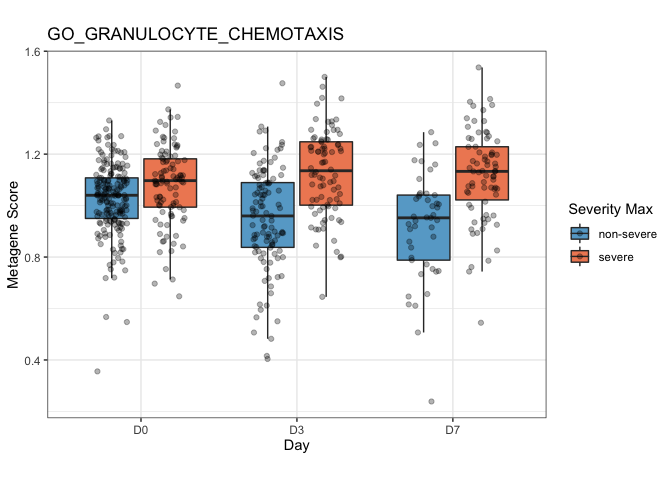 GO_GRANULOCYTE_CHEMOTAXIS
1.6
1.2
0.8
0.4
Metagene Score
D0
D3
D7
Day
Severity Max
non-severe
severe